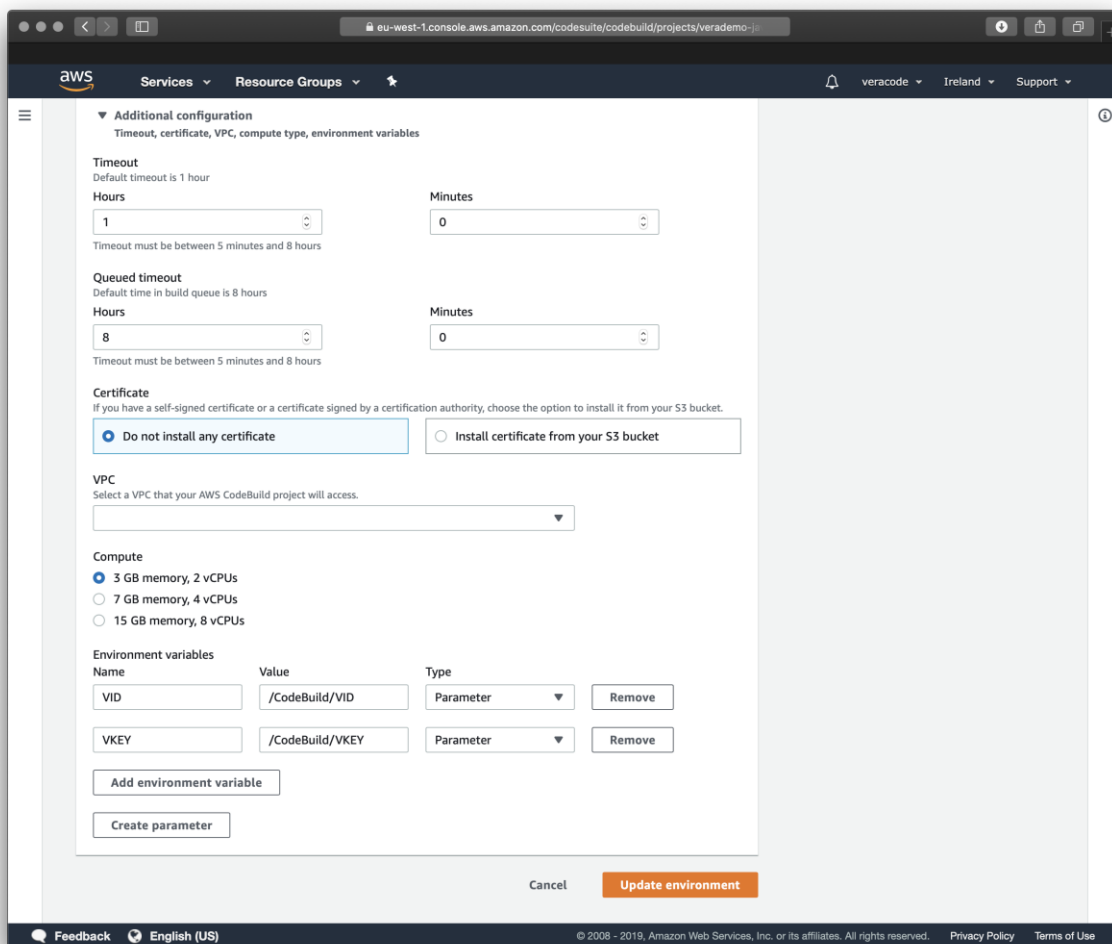 eu-west-1.console.aws.amazon.com/codesuite/codebuild/projects/verademo-ja
aws Services Resource Groups veracode Ireland Support
Additional configuration
Timeout, certificate, VPC, compute type, environment variables
Timeout
Default timeout is 1 hour
Hours Minutes
1 0
Timeout must be between 5 minutes and 8 hours
Queued timeout
Default time in build queue is 8 hours
Hours Minutes
8 0
Timeout must be between 5 minutes and 8 hours
Certificate
If you have a self-signed certificate or a certificate signed by a certification authority, choose the option to install it from your S3 bucket.
Do not install any certificate Install certificate from your S3 bucket
VPC
Select a VPC that your AWS CodeBuild project will access.
Compute
3 GB memory, 2 vCPUs
7 GB memory, 4 vCPUs
15 GB memory, 8 vCPUs
Environment variables
Name Value Type
VID /CodeBuild/VID Parameter Remove
VKEY /CodeBuild/VKEY Parameter Remove
Add environment variable
Create parameter
Cancel Update environment
Feedback English (US) © 2008 - 2019, Amazon Web Services, Inc. or its affiliates. All rights reserved. Privacy Policy Terms of Use